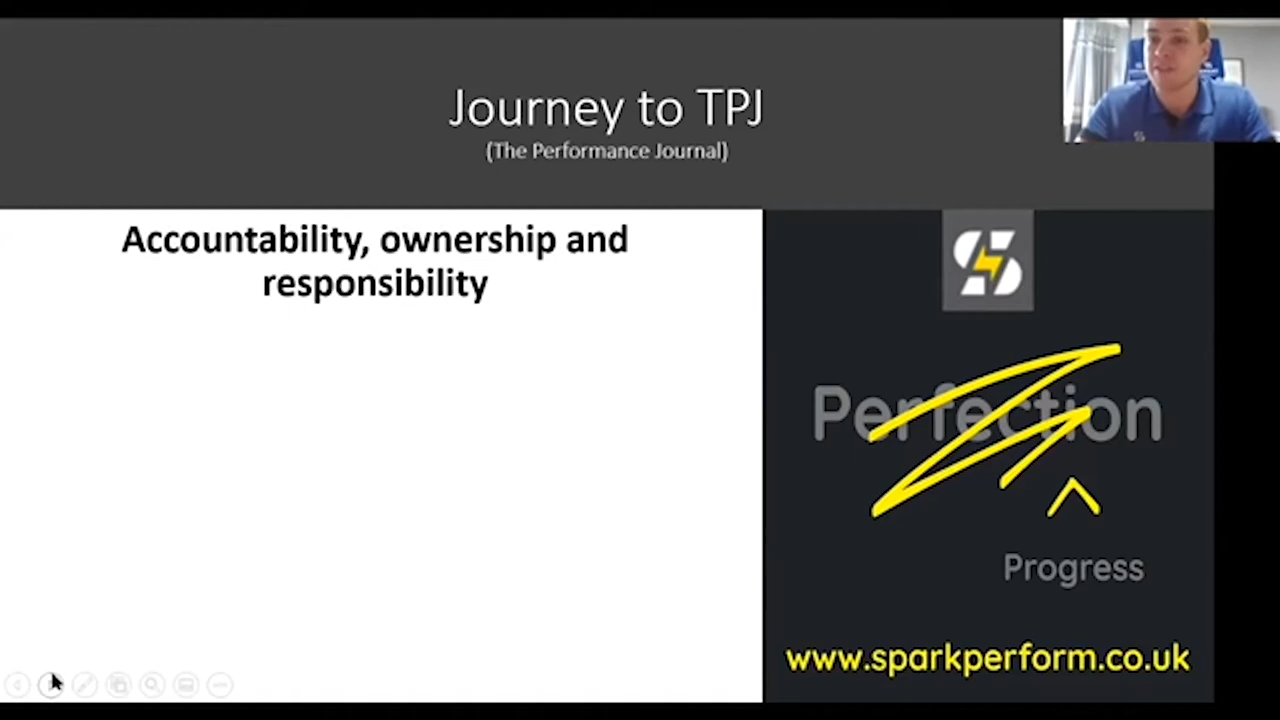 Journey to TPJ
(The Performance Journal)
Accountability, ownership and
responsibility
Perfection
Progress
www.sparkperform.co.uk